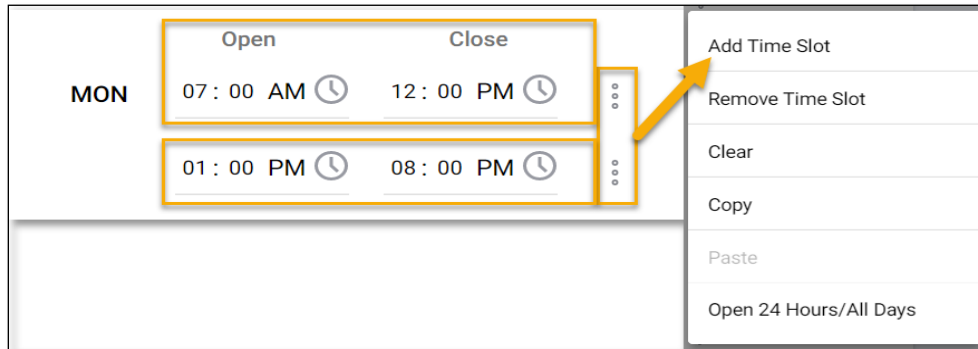 Open Close
MON 07 : 00 AM 12 : 00 PM
01 : 00 PM 08 : 00 PM
Add Time Slot
Remove Time Slot
Clear
Copy
Paste
Open 24 Hours/All Days